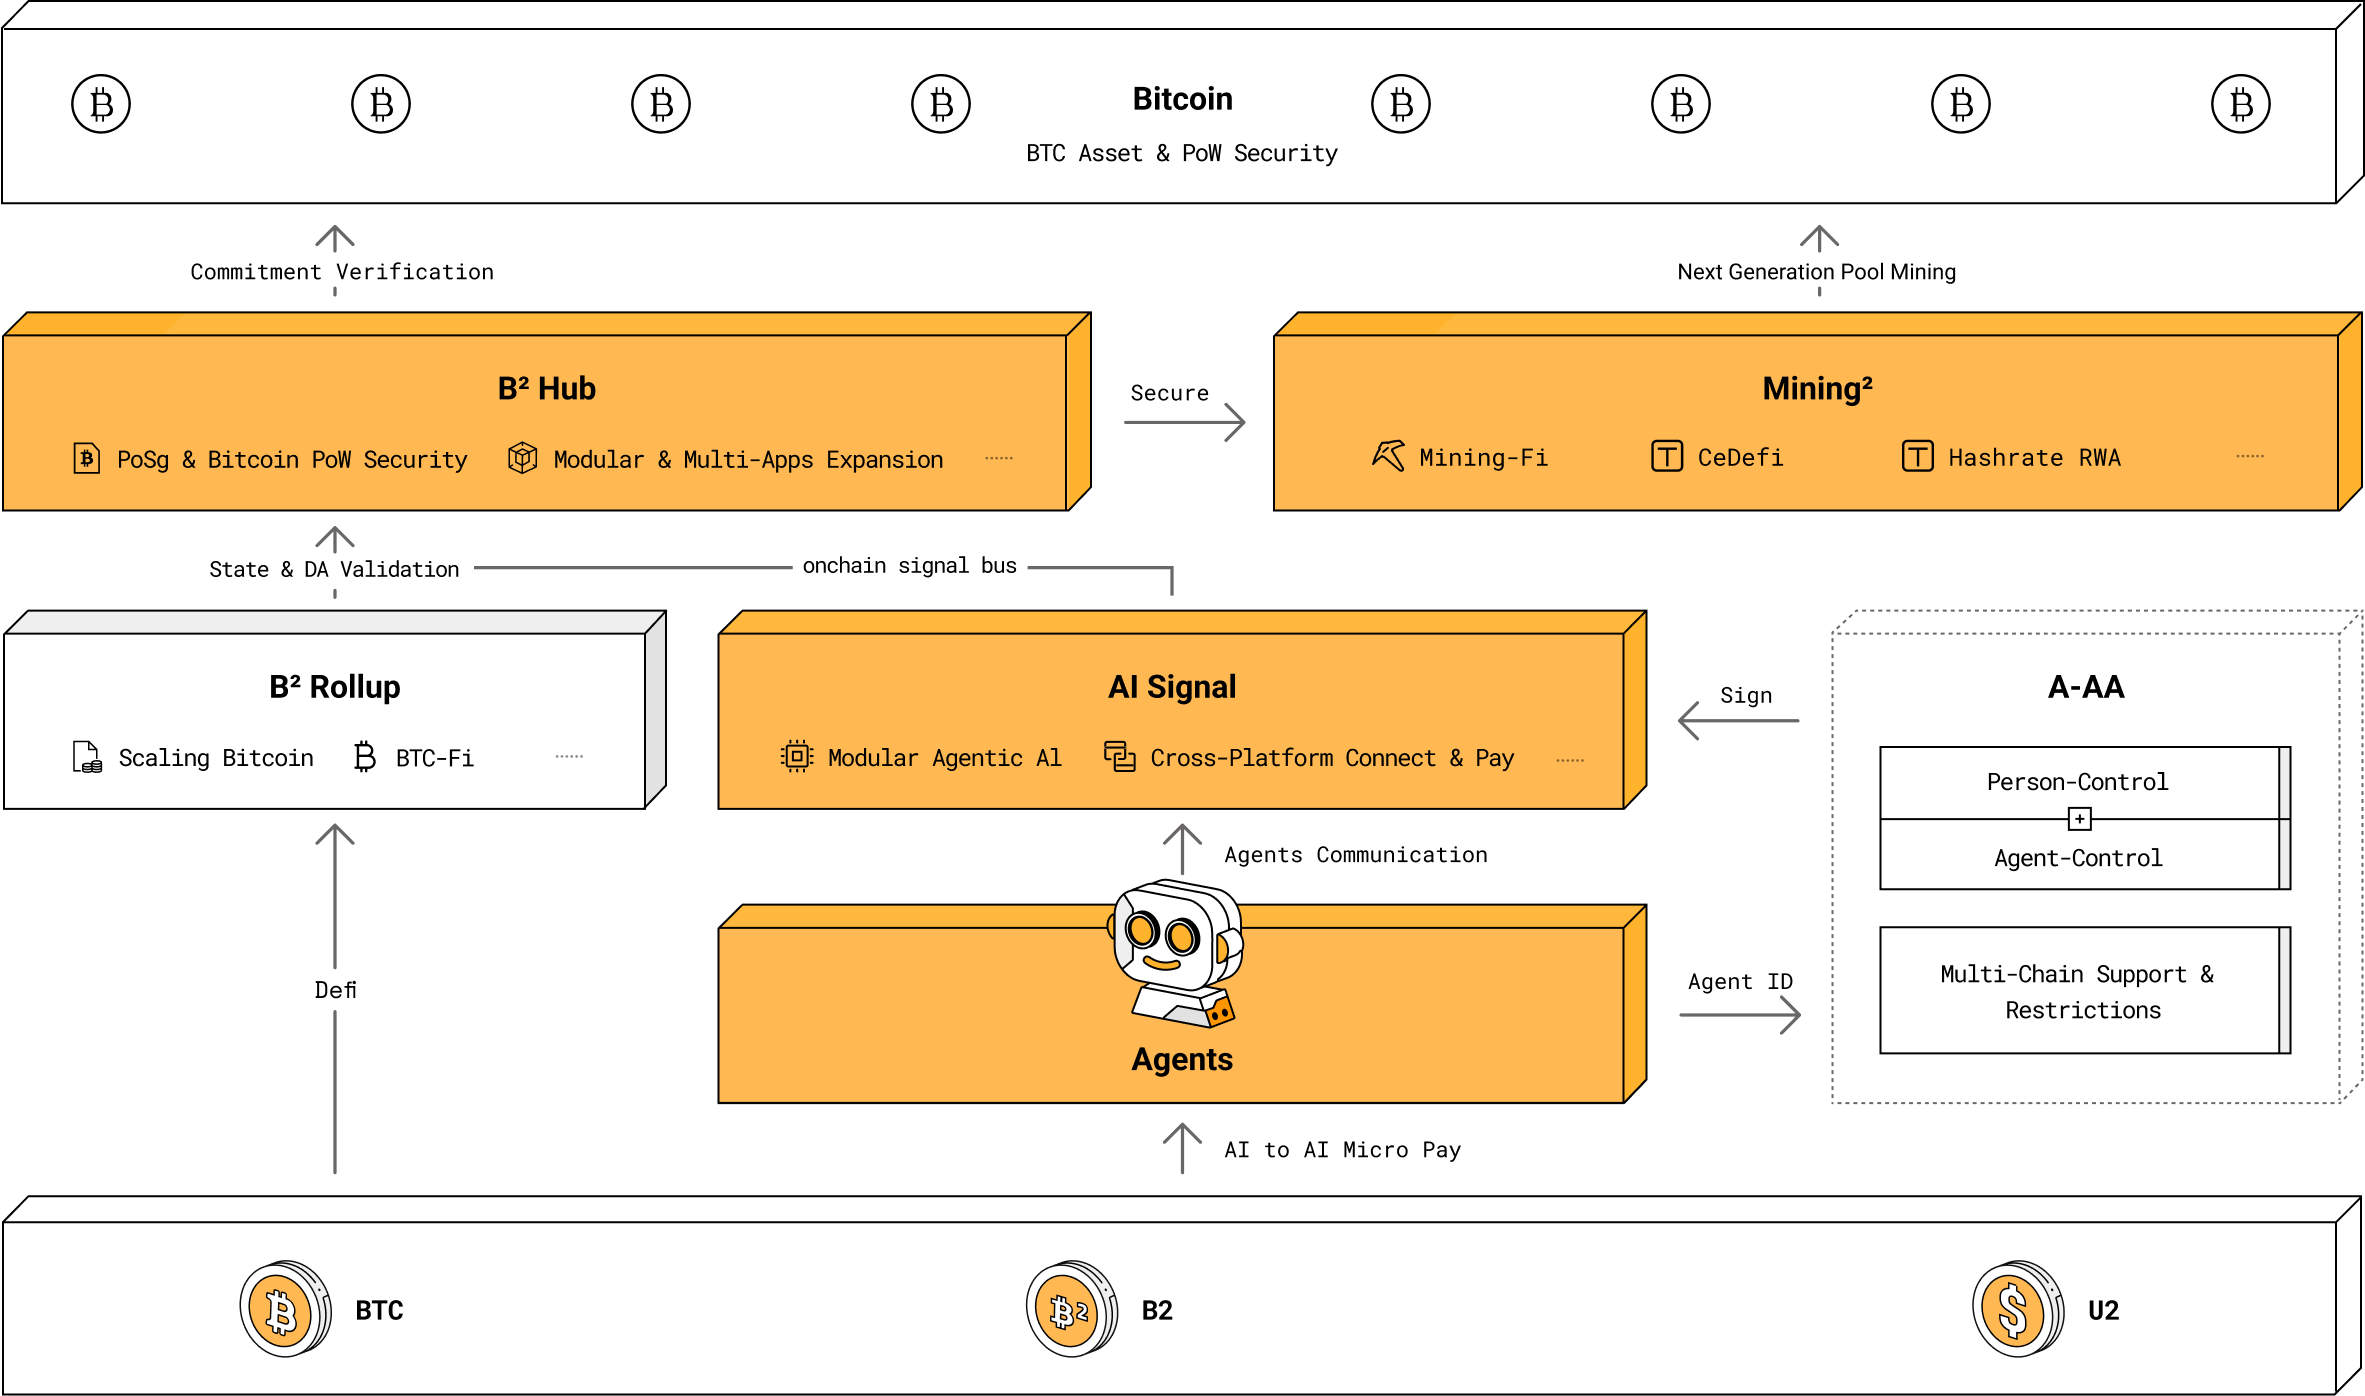 Bitcoin
BTC Asset & PoW Security
Commitment Verification
Next Generation Pool Mining
B² Hub
PoSg & Bitcoin PoW Security
Modular & Multi-Apps Expansion
......
Secure
Mining²
Mining-Fi
CeDefi
Hashrate RWA
......
State & DA Validation
onchain signal bus
B² Rollup
Scaling Bitcoin
BTC-Fi
......
AI Signal
Modular Agentic Al
Cross-Platform Connect & Pay
......
Sign
A-AA
Person-Control
+
Agent-Control
Multi-Chain Support &
Restrictions
Agents Communication
Agents
Agent ID
Defi
AI to AI Micro Pay
BTC
B2
U2